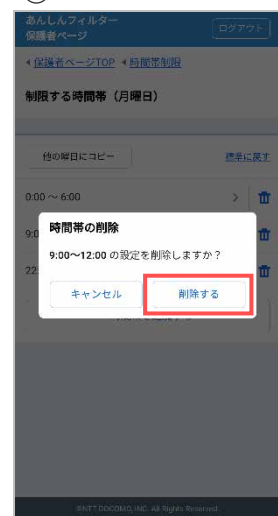 あんしんフィルター
保護者ページ
ログアウト
保護者ページTOP
時間帯制限
制限する時間帯（月曜日）
他の曜日にコピー
標準に戻す
0:00 ～ 6:00
9:0
22:
時間帯の削除
9:00～12:00 の設定を削除しますか？
キャンセル
削除する
©NTT DOCOMO, INC. All Rights Reserved.